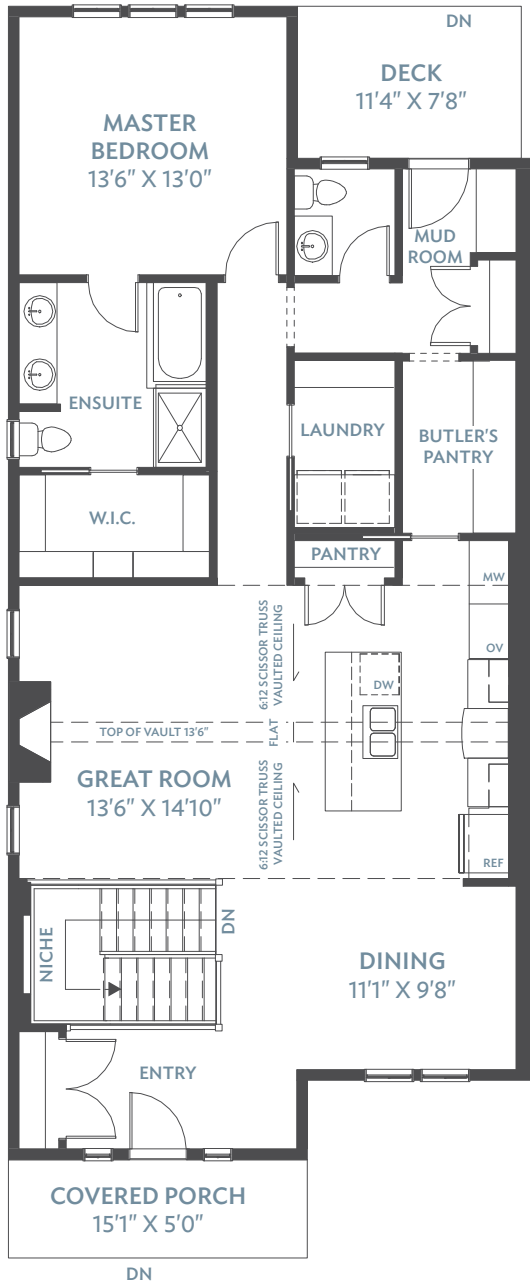 DN
DECK
11'4" X 7'8"
MASTER
BEDROOM
13'6" X 13'0"
MUD
ROOM
ENSUITE
LAUNDRY
BUTLER'S
PANTRY
W.I.C.
PANTRY
MW
6:12 SCISSOR TRUSS
VAULTED CEILING
OV
DW
TOP OF VAULT 13'6"
FLAT
GREAT ROOM
13'6" X 14'10"
6:12 SCISSOR TRUSS
VAULTED CEILING
REF
NICHE
DN
DINING
11'1" X 9'8"
ENTRY
COVERED PORCH
15'1" X 5'0"
DN